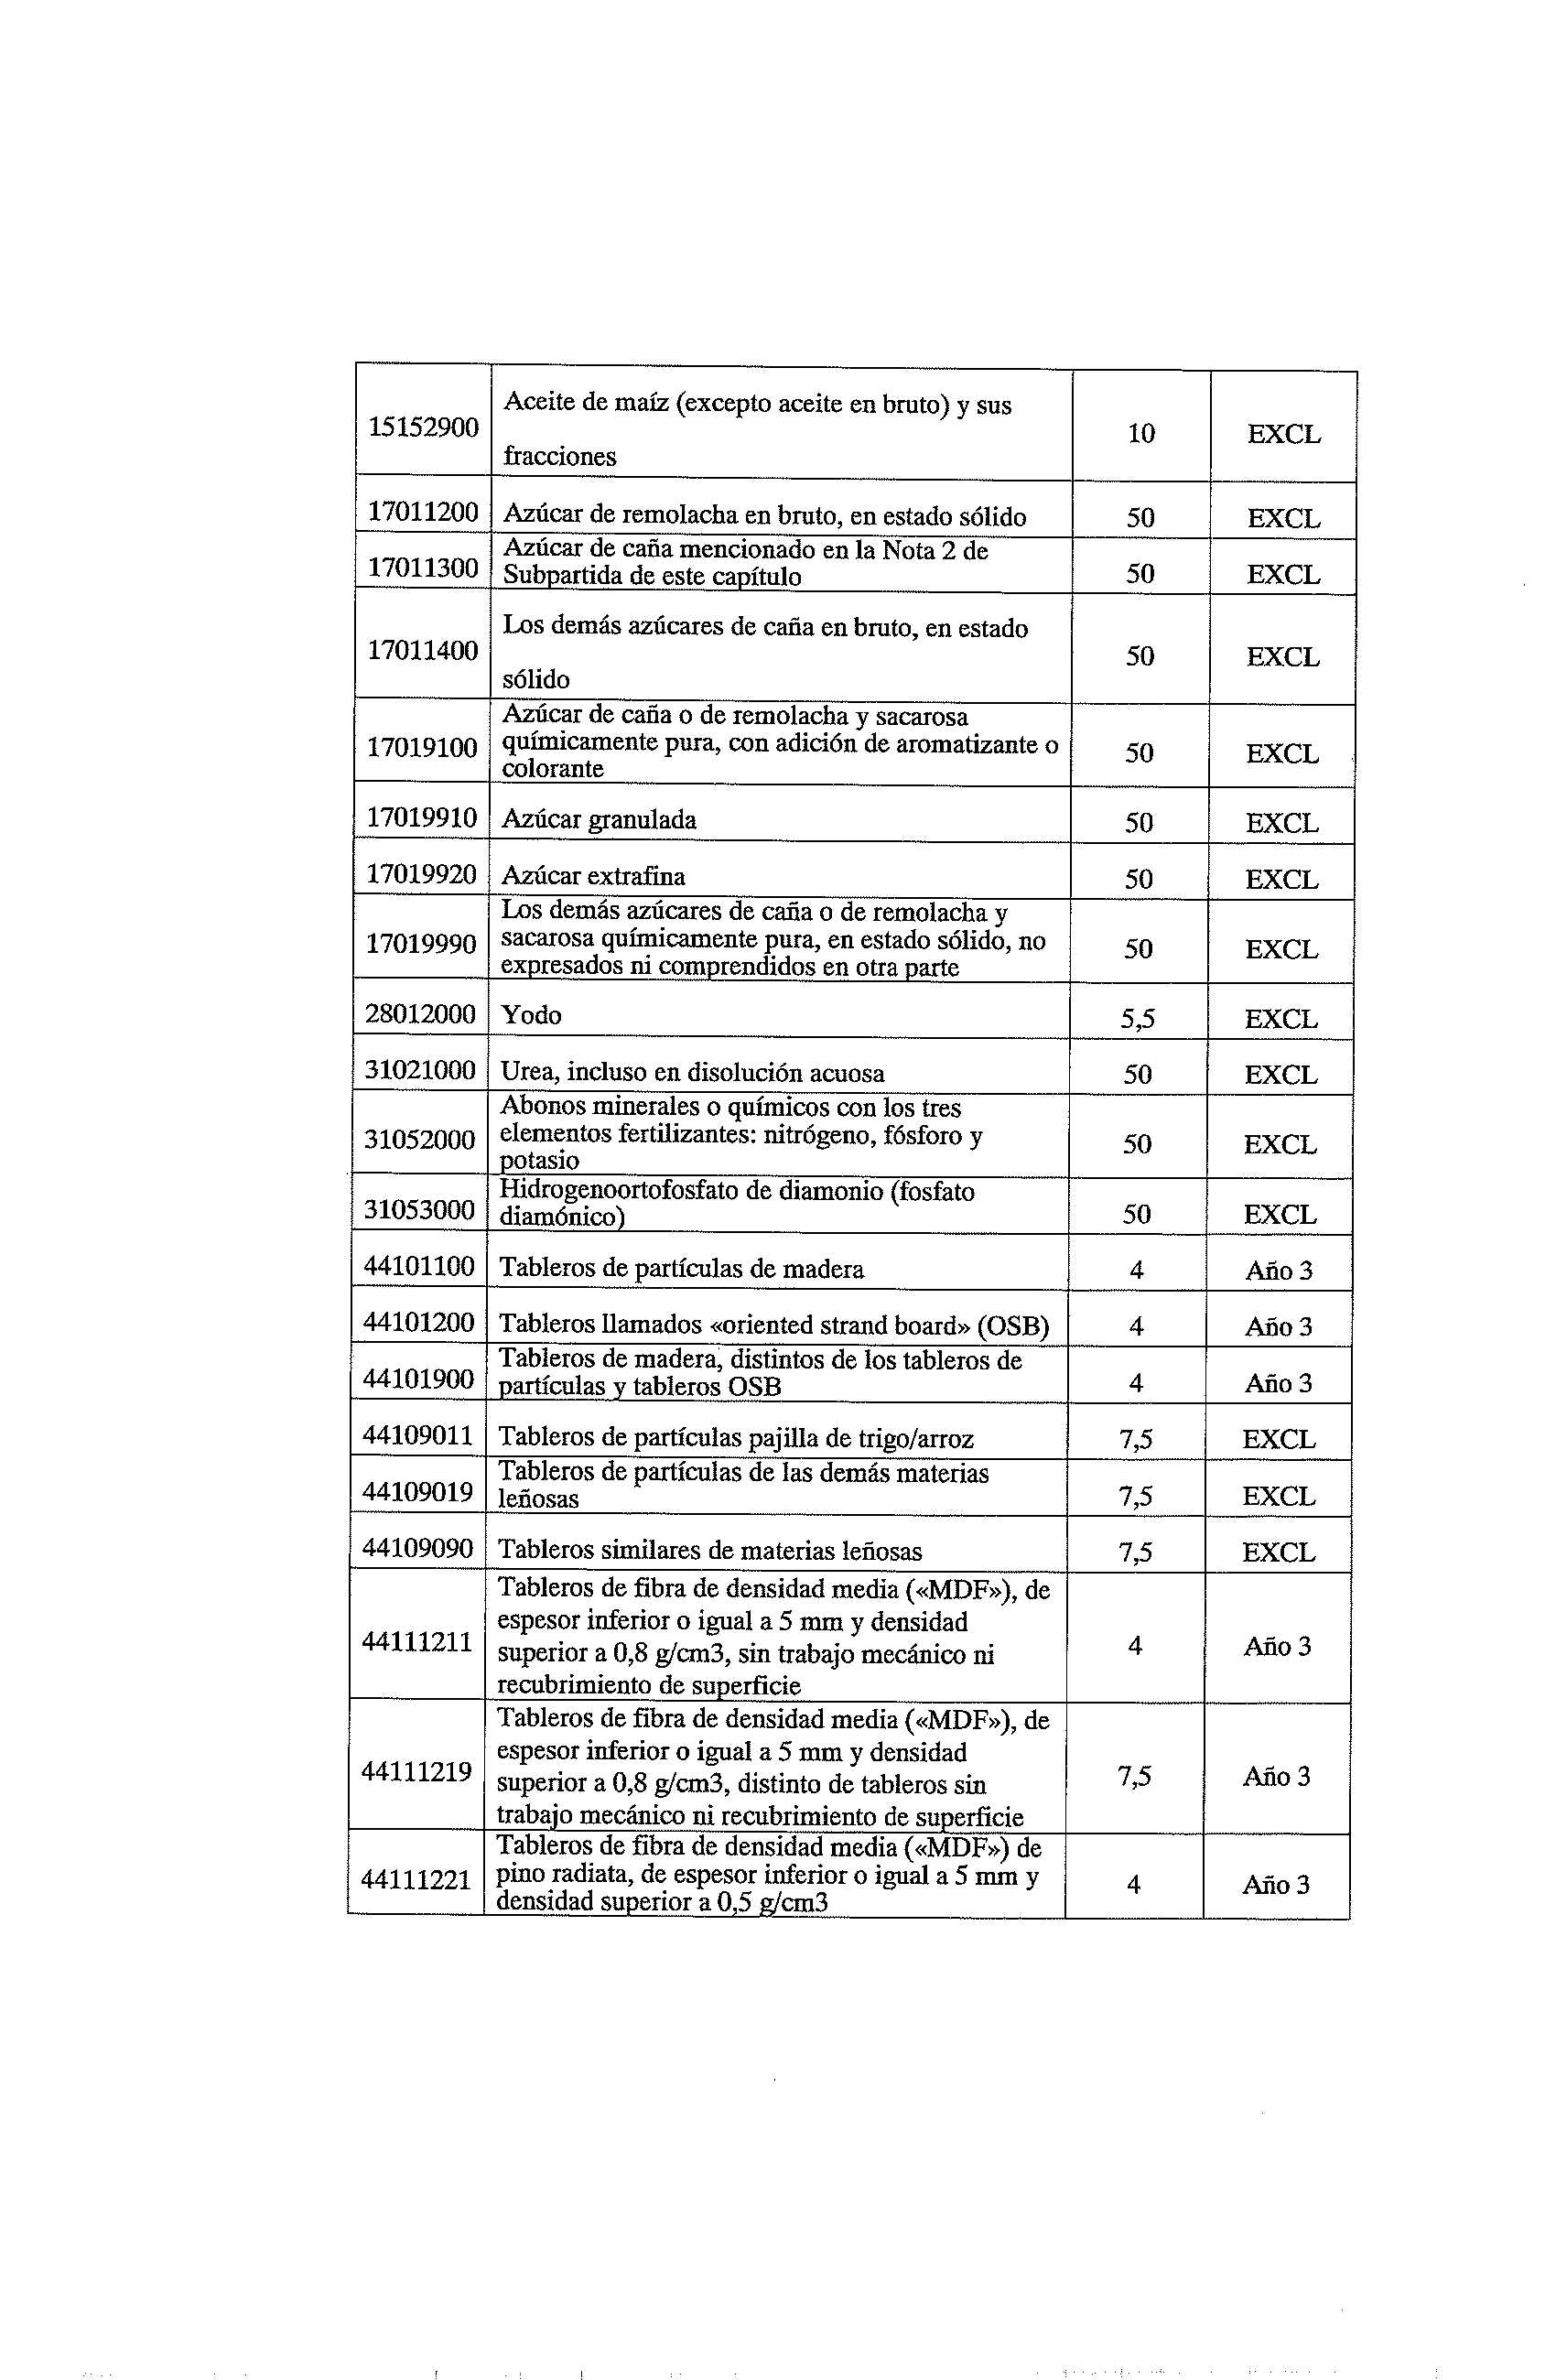 15152900 Aceite de maíz (excepto aceite en bruto) y sus
fracciones 10 EXCL
17011200 Azúcar de remolacha en bruto, en estado sólido 50 EXCL
17011300 Azúcar de caña mencionado en la Nota 2 de
Subpartida de este capítulo 50 EXCL
17011400 Los demás azúcares de caña en bruto, en estado
sólido 50 EXCL
17019100 Azúcar de caña o de remolacha y sacarosa
químicamente pura, con adición de aromatizante o
colorante 50 EXCL
17019910 Azúcar granulada 50 EXCL
17019920 Azúcar extrafina 50 EXCL
17019990 Los demás azúcares de caña o de remolacha y
sacarosa químicamente pura, en estado sólido, no
expresados ni comprendidos en otra parte 50 EXCL
28012000 Yodo 5,5 EXCL
31021000 Urea, incluso en disolución acuosa 50 EXCL
31052000 Abonos minerales o químicos con los tres
elementos fertilizantes: nitrógeno, fósforo y
potasio 50 EXCL
31053000 Hidrogenoortofosfato de diamonio (fosfato
diamónico) 50 EXCL
44101100 Tableros de partículas de madera 4 Año 3
44101200 Tableros llamados «oriented strand board» (OSB) 4 Año 3
44101900 Tableros de madera, distintos de los tableros de
partículas y tableros OSB 4 Año 3
44109011 Tableros de partículas pajilla de trigo/arroz 7,5 EXCL
44109019 Tableros de partículas de las demás materias
leñosas 7,5 EXCL
44109090 Tableros similares de materias leñosas 7,5 EXCL
44111211 Tableros de fibra de densidad media («MDF»), de
espesor inferior o igual a 5 mm y densidad
superior a 0,8 g/cm3, sin trabajo mecánico ni
recubrimiento de superficie 4 Año 3
44111219 Tableros de fibra de densidad media («MDF»), de
espesor inferior o igual a 5 mm y densidad
superior a 0,8 g/cm3, distinto de tableros sin
trabajo mecánico ni recubrimiento de superficie 7,5 Año 3
44111221 Tableros de fibra de densidad media («MDF») de
pino radiata, de espesor inferior o igual a 5 mm y
densidad superior a 0,5 g/cm3 4 Año 3